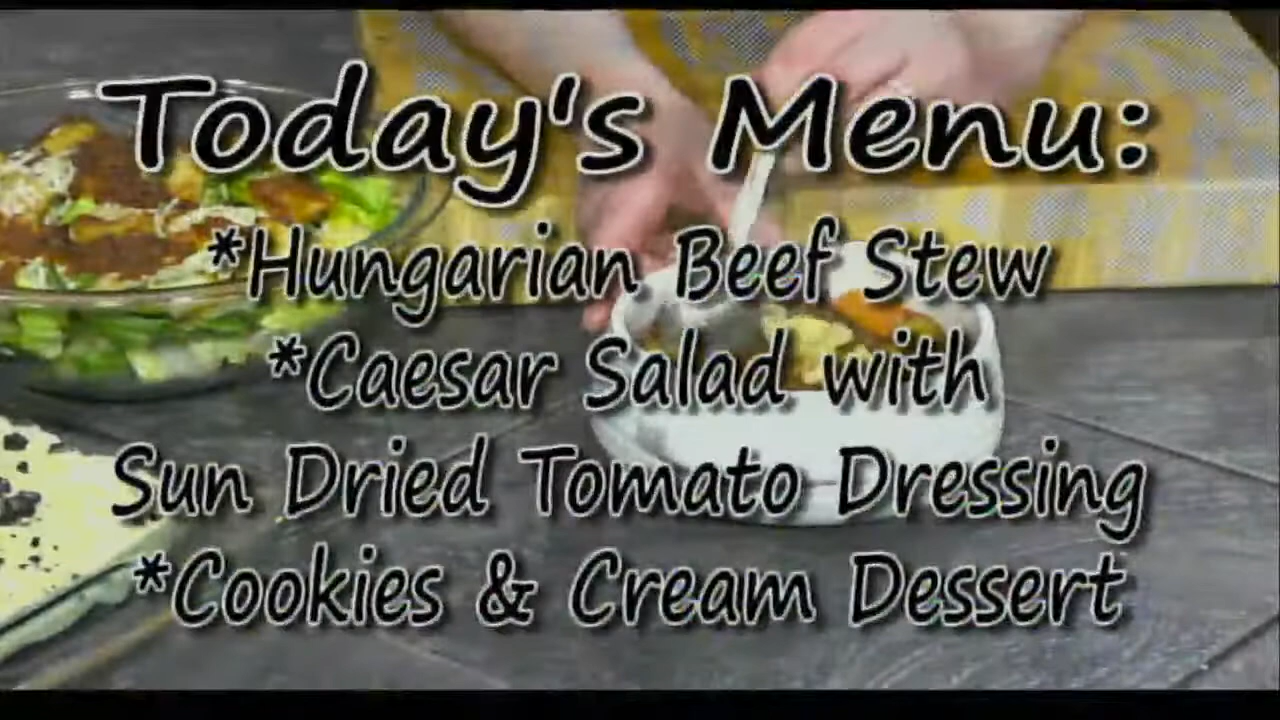 Today's Menu:
*Hungarian Beef Stew
*Caesar Salad with
Sun Dried Tomato Dressing
*Cookies & Cream Dessert